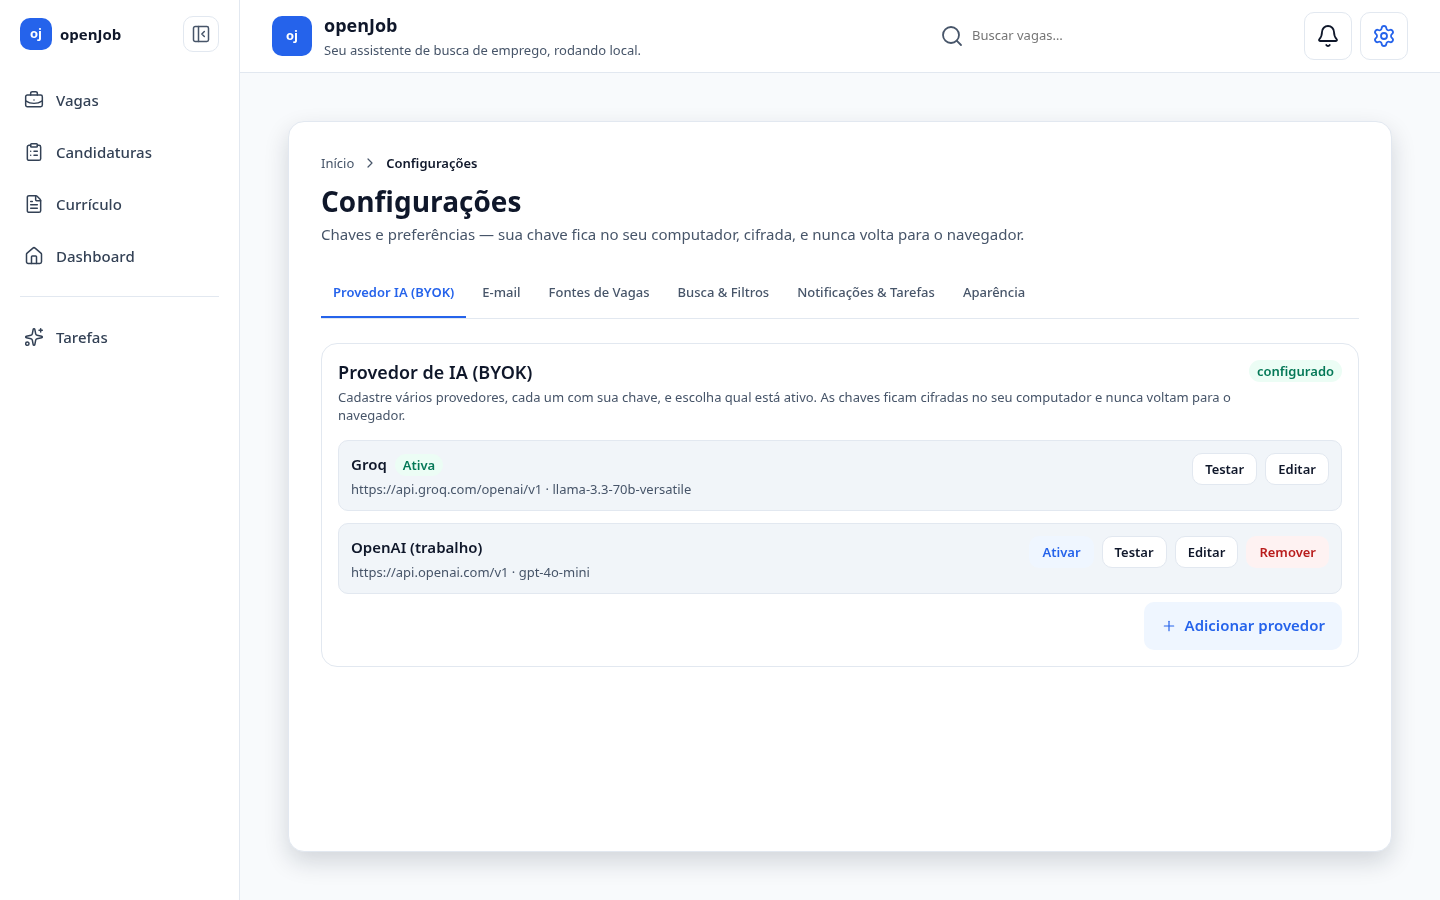 oj openJob
Vagas
Candidaturas
Currículo
Dashboard
Tarefas
oj openJob
Seu assistente de busca de emprego, rodando local.
Buscar vagas...
Início > Configurações
Configurações
Chaves e preferências — sua chave fica no seu computador, cifrada, e nunca volta para o navegador.
Provedor IA (BYOK) E-mail Fontes de Vagas Busca & Filtros Notificações & Tarefas Aparência
Provedor de IA (BYOK) configurado
Cadastre vários provedores, cada um com sua chave, e escolha qual está ativo. As chaves ficam cifradas no seu computador e nunca voltam para o
navegador.
Groq Ativa Testar Editar
https://api.groq.com/openai/v1 · llama-3.3-70b-versatile
OpenAI (trabalho) Ativar Testar Editar Remover
https://api.openai.com/v1 · gpt-4o-mini
+ Adicionar provedor